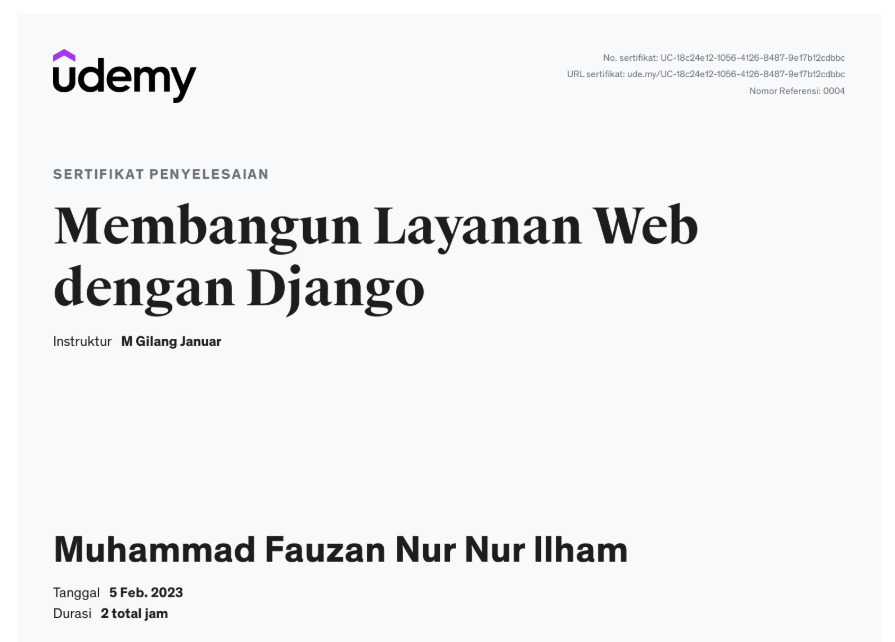 udemy
No. sertifikat: UC-18c24e12-1056-4126-8487-9e17b12cdbbc
URL sertifikat: ude.my/UC-18c24e12-1056-4126-8487-9e17b12cdbbc
Nomor Referensi: 0004
SERTIFIKAT PENYELESAIAN
Membangun Layanan Web
dengan Django
Instruktur M Gilang Januar
Muhammad Fauzan Nur Nur Ilham
Tanggal 5 Feb. 2023
Durasi 2 total jam